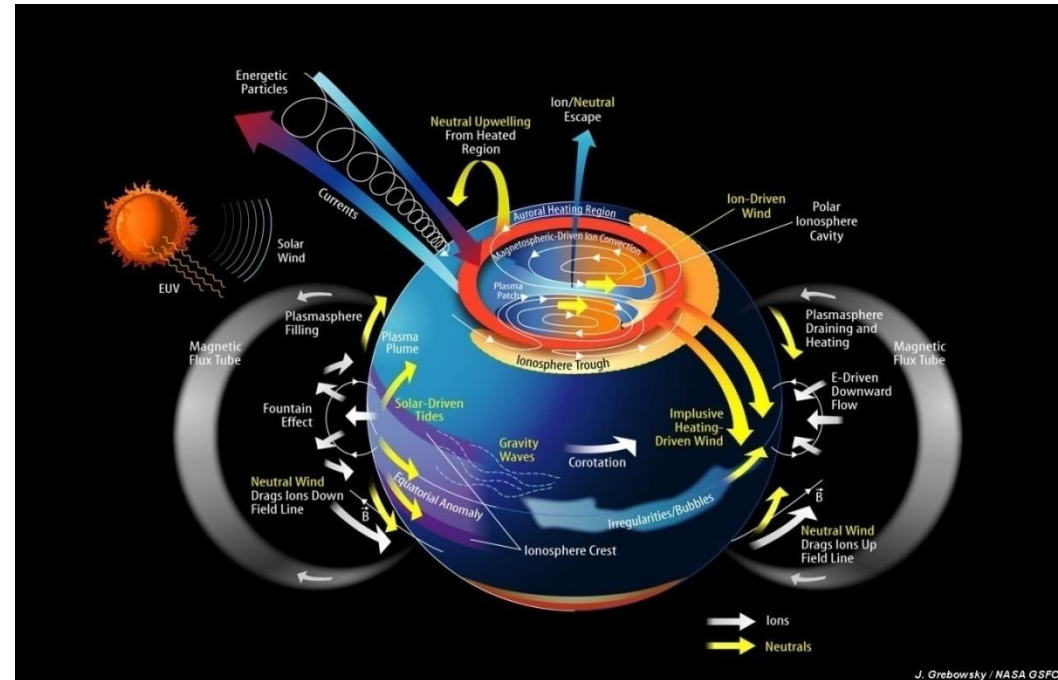 Energetic
Particles
Neutral Upwelling
From Heated
Region
Ion/Neutral
Escape
Currents
Solar
Wind
EUV
Auroral Heating Region
Magnetospheric-Driven Ion Convection
Ion-Driven
Wind
Polar
Ionosphere
Cavity
Plasma
Patch
Plasmasphere
Filling
Magnetic
Flux Tube
Plasma
Plume
Ionosphere Trough
Plasmasphere
Draining and
Heating
Magnetic
Flux Tube
Fountain
Effect
Solar-Driven
Tides
Gravity
Waves
Corotation
Implusive
Heating-
Driven Wind
E-Driven
Downward
Flow
Neutral Wind
Drags Ions Down
Field Line
B
Equatorial Anomaly
Irregularities/Bubbles
Ionosphere Crest
B
Neutral Wind
Drags Ions Up
Field Line
Ions
Neutrals
J. Grebowsky / NASA GSFC